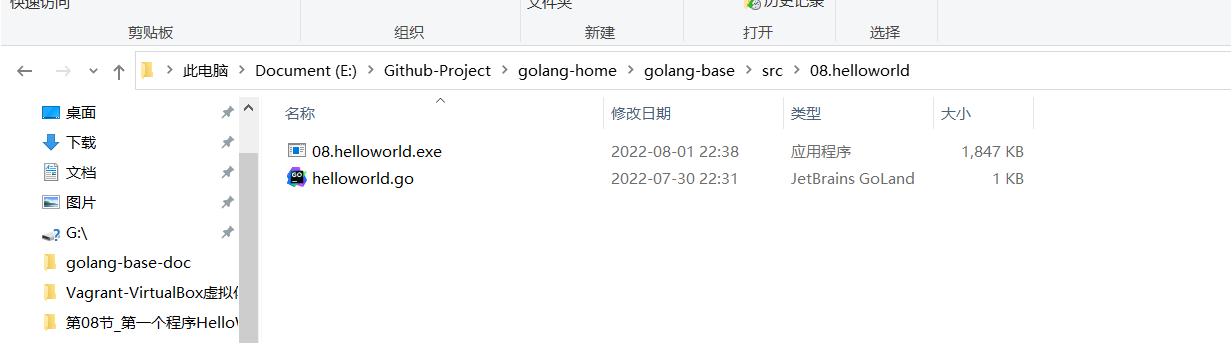 快速访问
文件夹
历史记录
剪贴板
组织
新建
打开
选择
此电脑 Document (E:) Github-Project golang-home golang-base src 08.helloworld
桌面
下载
文档
图片
G:\
golang-base-doc
Vagrant-VirtualBox虚拟
第08节_第一个程序Hello
名称 修改日期 类型 大小
08.helloworld.exe 2022-08-01 22:38 应用程序 1,847 KB
helloworld.go 2022-07-30 22:31 JetBrains GoLand 1 KB